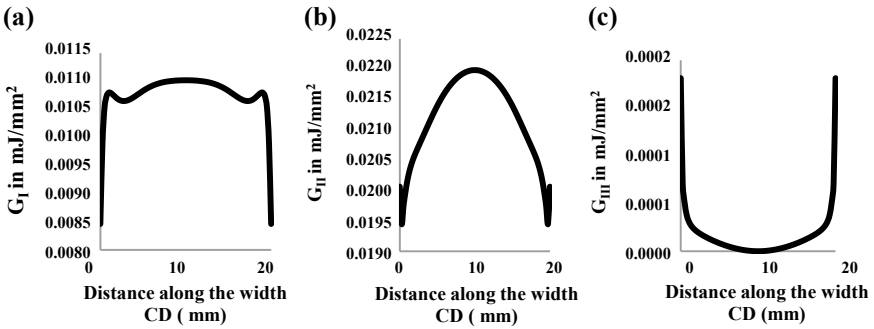 (a)
G_I in mJ/mm²
0.0115
0.0110
0.0105
0.0100
0.0095
0.0090
0.0085
0.0080
0 10 20
Distance along the width
CD ( mm)
(b)
G_II in mJ/mm²
0.0225
0.0220
0.0215
0.0210
0.0205
0.0200
0.0195
0.0190
0 10 20
Distance along the width
CD ( mm)
(c)
G_III in mJ/mm²
0.0002
0.0002
0.0001
0.0001
0.0000
0 10 20
Distance along the width
CD (mm)